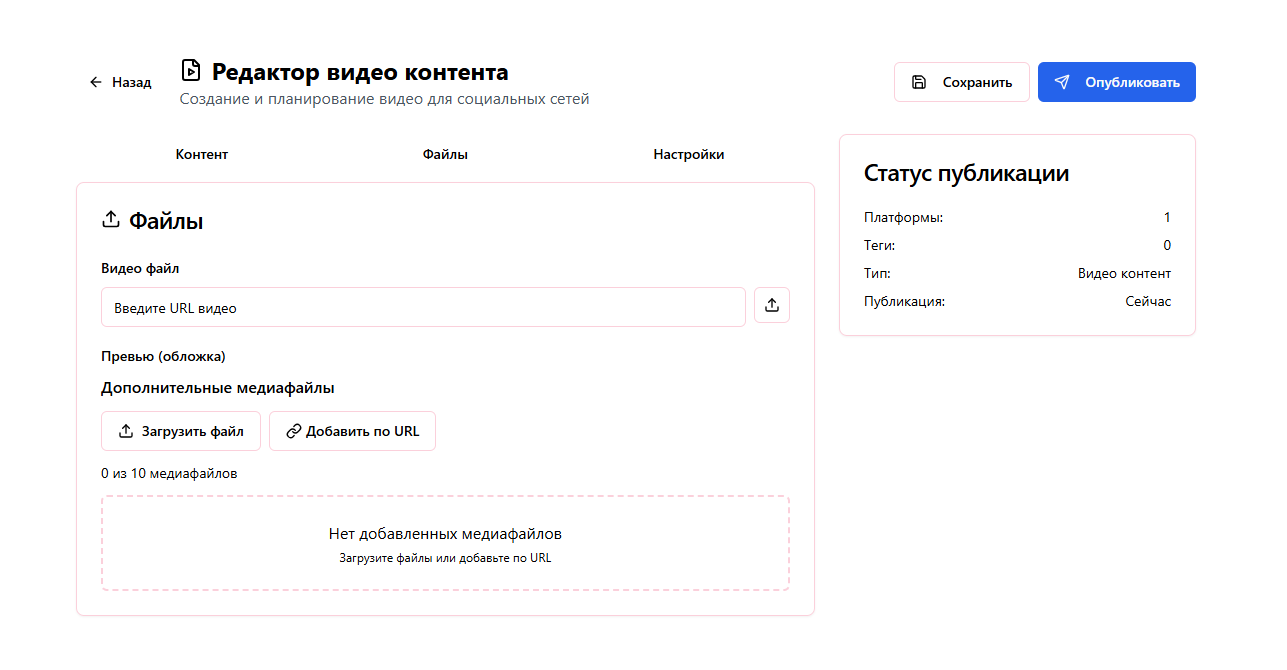 Назад
Редактор видео контента
Создание и планирование видео для социальных сетей
Сохранить
Опубликовать
Контент
Файлы
Настройки
Файлы
Видео файл
Введите URL видео
Превью (обложка)
Дополнительные медиафайлы
Загрузить файл
Добавить по URL
0 из 10 медиафайлов
Нет добавленных медиафайлов
Загрузите файлы или добавьте по URL
Статус публикации
Платформы: 1
Теги: 0
Тип: Видео контент
Публикация: Сейчас